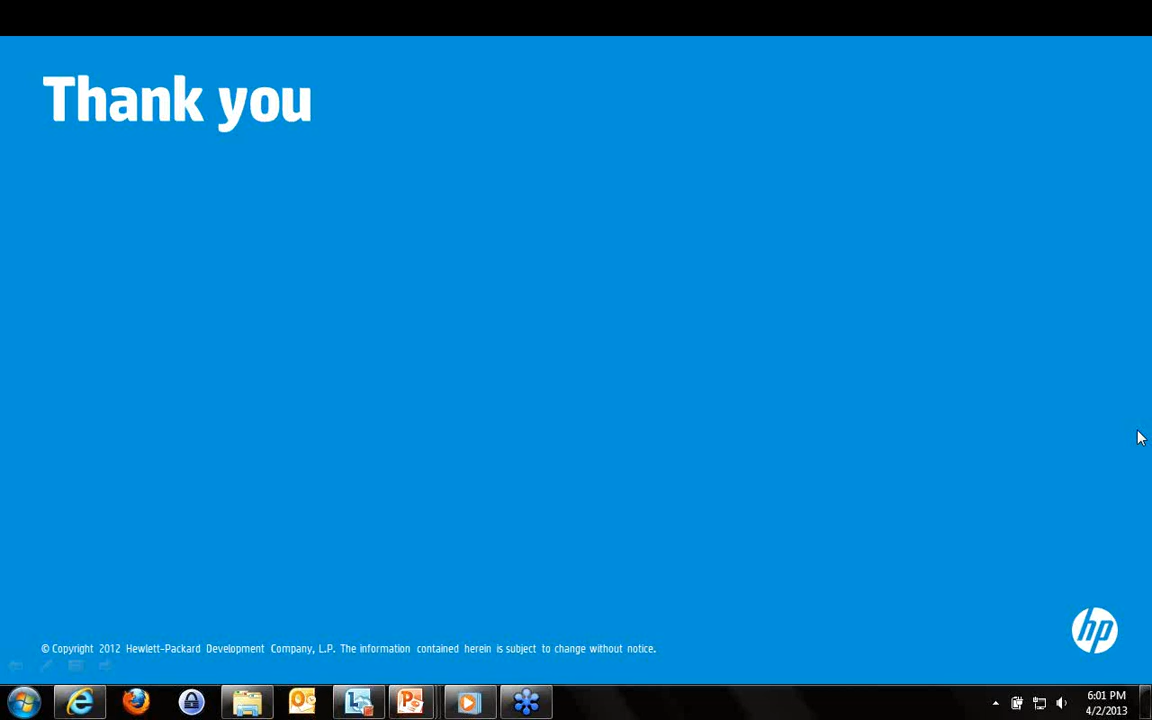 Thank you
© Copyright 2012 Hewlett-Packard Development Company, L.P. The information contained herein is subject to change without notice.
hp
6:01 PM
4/2/2013